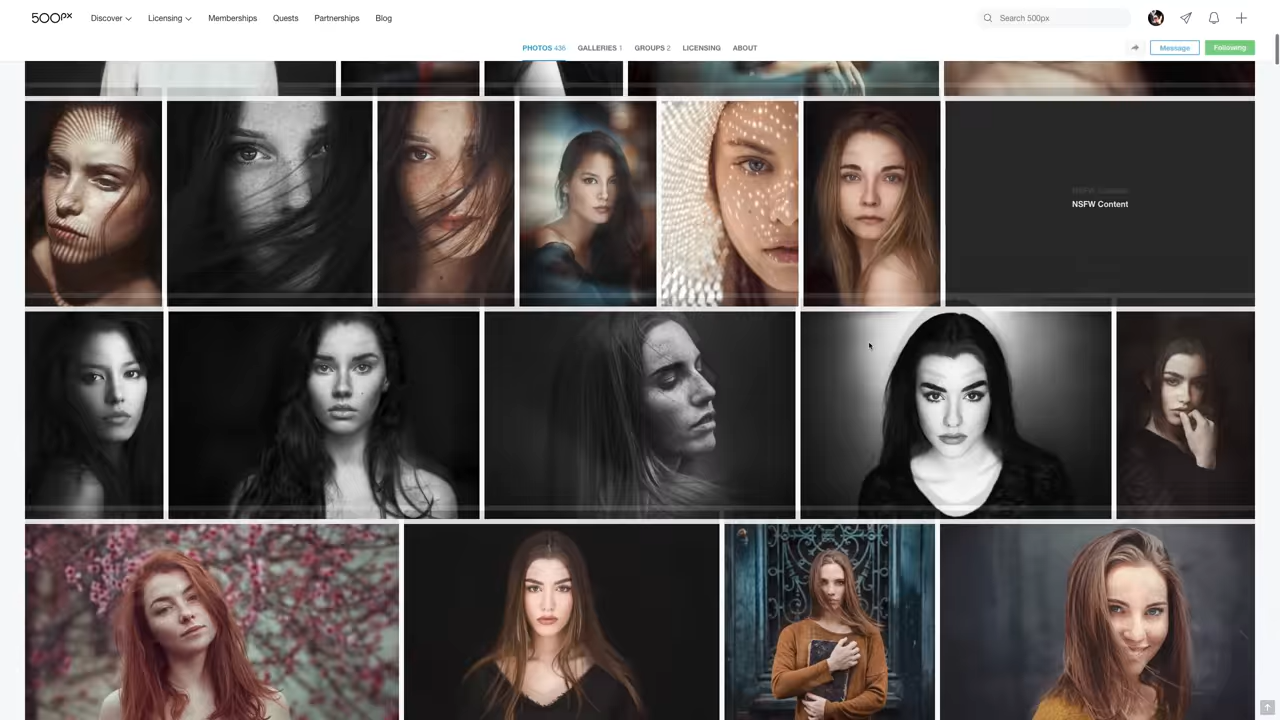 500px Discover Licensing Memberships Quests Partnerships Blog Search 500px
PHOTOS 436 GALLERIES 1 GROUPS 2 LICENSING ABOUT Message Following
NSFW Content